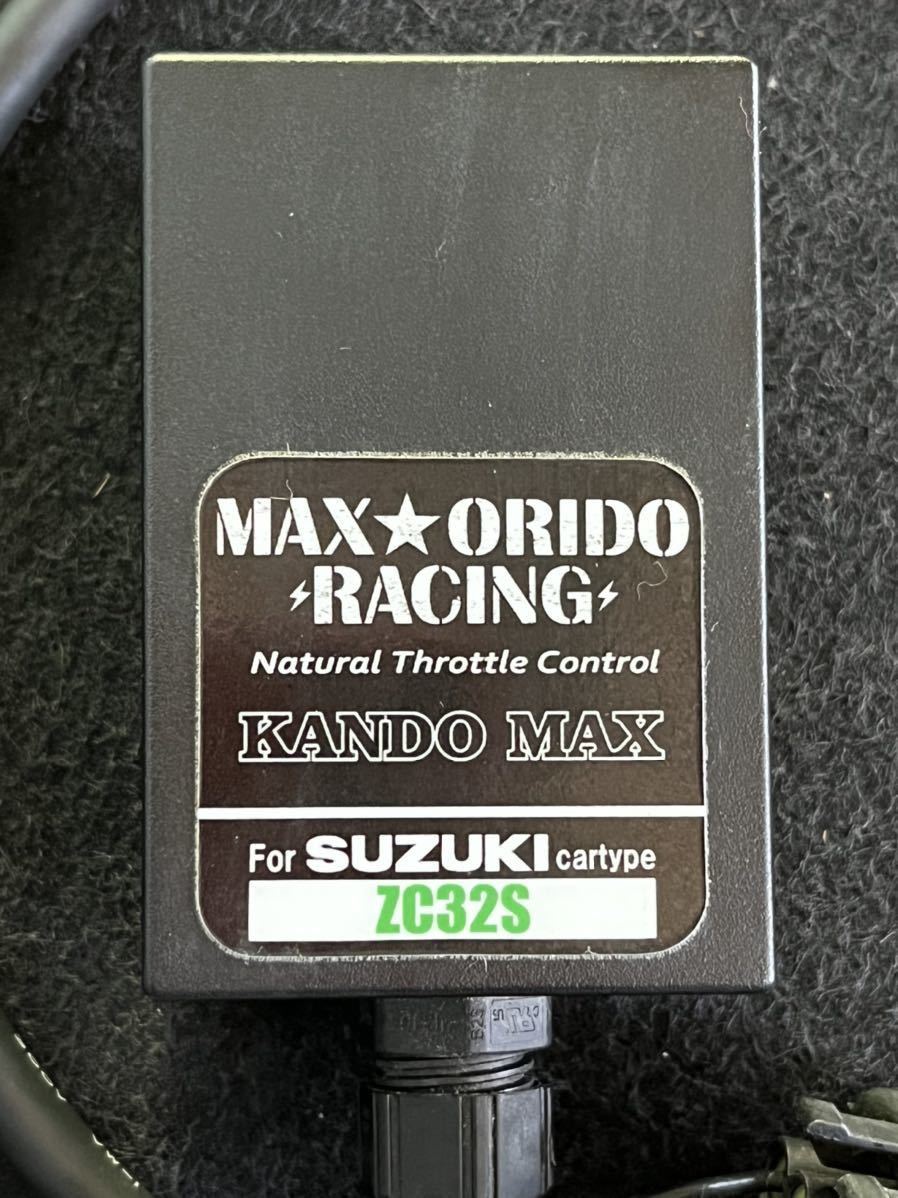 MAX★ORIDO
RACING
Natural Throttle Control
KANDO MAX
For SUZUKI cartype
ZC32S